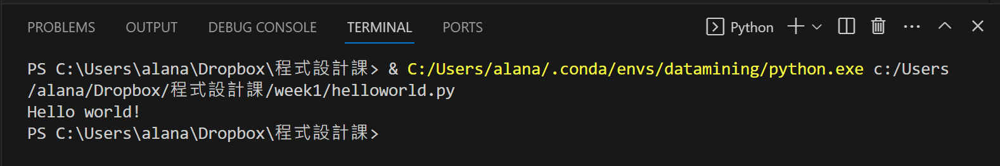 PROBLEMS OUTPUT DEBUG CONSOLE TERMINAL PORTS Python
PS C:\Users\alana\Dropbox\程式設計課> & C:/Users/alana/.conda/envs/datamining/python.exe c:/Users
/alana/Dropbox/程式設計課/week1/helloworld.py
Hello world!
PS C:\Users\alana\Dropbox\程式設計課>